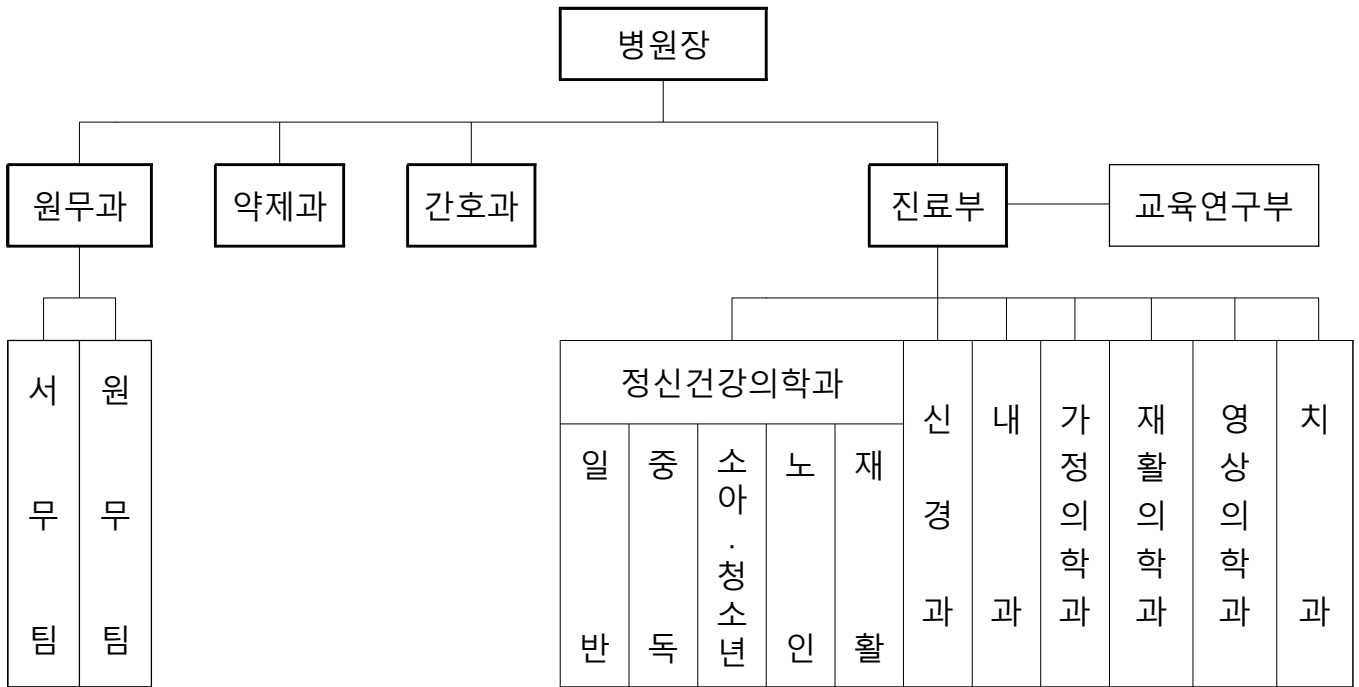 병원장
원무과
약제과
간호과
진료부
교육연구부
서무팀
원무팀
정신건강의학과
일반
중독
소아·청소년
노인
재활
신경과
내과
가정의학과
재활의학과
영상의학과
치과